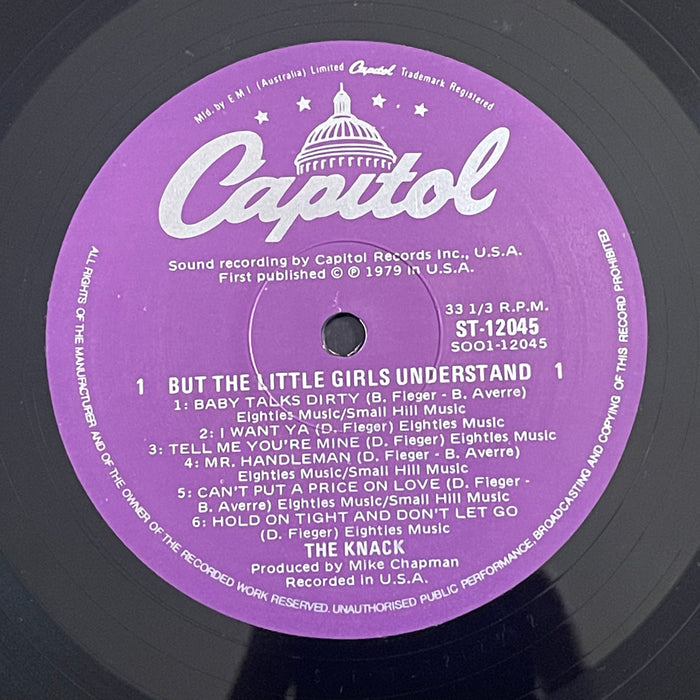 Mfd. by E M I (Australia) Limited Capitol Trademark Registered
Capitol
Sound recording by Capitol Records Inc., U.S.A.
First published © ℗ 1979 in U.S.A.
33 1/3 R.P.M.
ST-12045
SOO1-12045
1 BUT THE LITTLE GIRLS UNDERSTAND 1
1: BABY TALKS DIRTY (B. Fieger - B. Averre)
Eighties Music/Small Hill Music
2: I WANT YA (D. Fieger) Eighties Music
3: TELL ME YOU'RE MINE (D. Fieger) Eighties Music
4: MR. HANDLEMAN (D. Fieger - B. Averre)
Eighties Music/Small Hill Music
5: CAN'T PUT A PRICE ON LOVE (D. Fieger -
B. Averre) Eighties Music/Small Hill Music
6: HOLD ON TIGHT AND DON'T LET GO
(D. Fieger) Eighties Music
THE KNACK
Produced by Mike Chapman
Recorded in U.S.A.
ALL RIGHTS OF THE MANUFACTURER AND OF THE OWNER OF THE RECORDED WORK RESERVED. UNAUTHORISED PUBLIC PERFORMANCE, BROADCASTING AND COPYING OF THIS RECORD PROHIBITED